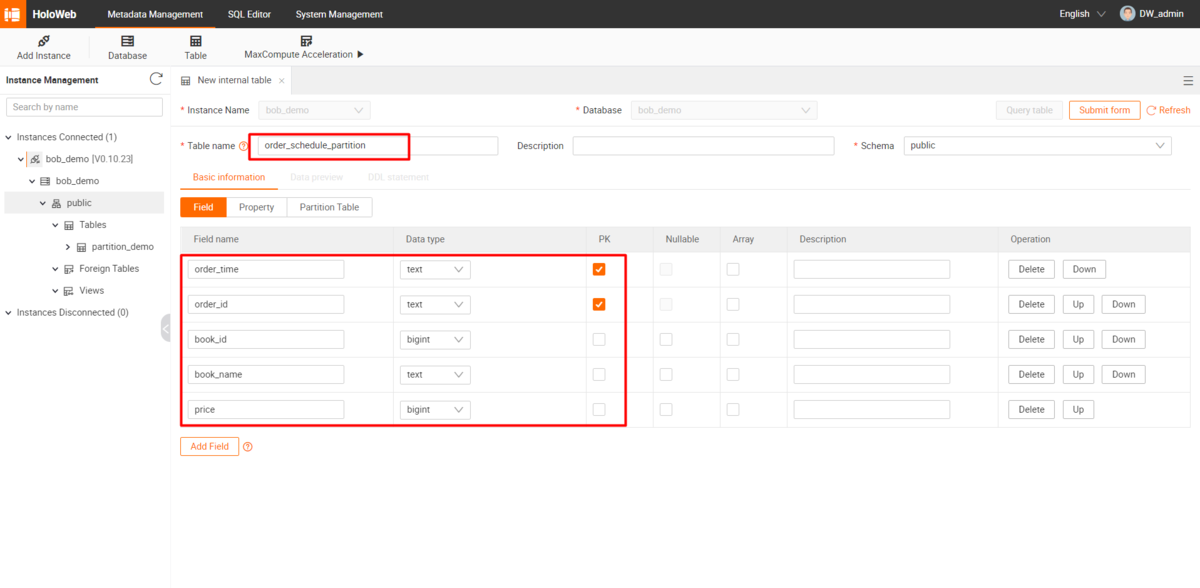 HoloWeb Metadata Management SQL Editor System Management English DW_admin
Add Instance Database Table MaxCompute Acceleration
Instance Management
Search by name
Instances Connected (1)
bob_demo [V0.10.23]
bob_demo
public
Tables
partition_demo
Foreign Tables
Views
Instances Disconnected (0)
New internal table
* Instance Name bob_demo * Database bob_demo Query table Submit form Refresh
* Table name order_schedule_partition Description * Schema public
Basic information Data preview DDL statement
Field Property Partition Table
Field name Data type PK Nullable Array Description Operation
order_time text Delete Down
order_id text Delete Up Down
book_id bigint Delete Up Down
book_name text Delete Up Down
price bigint Delete Up
Add Field